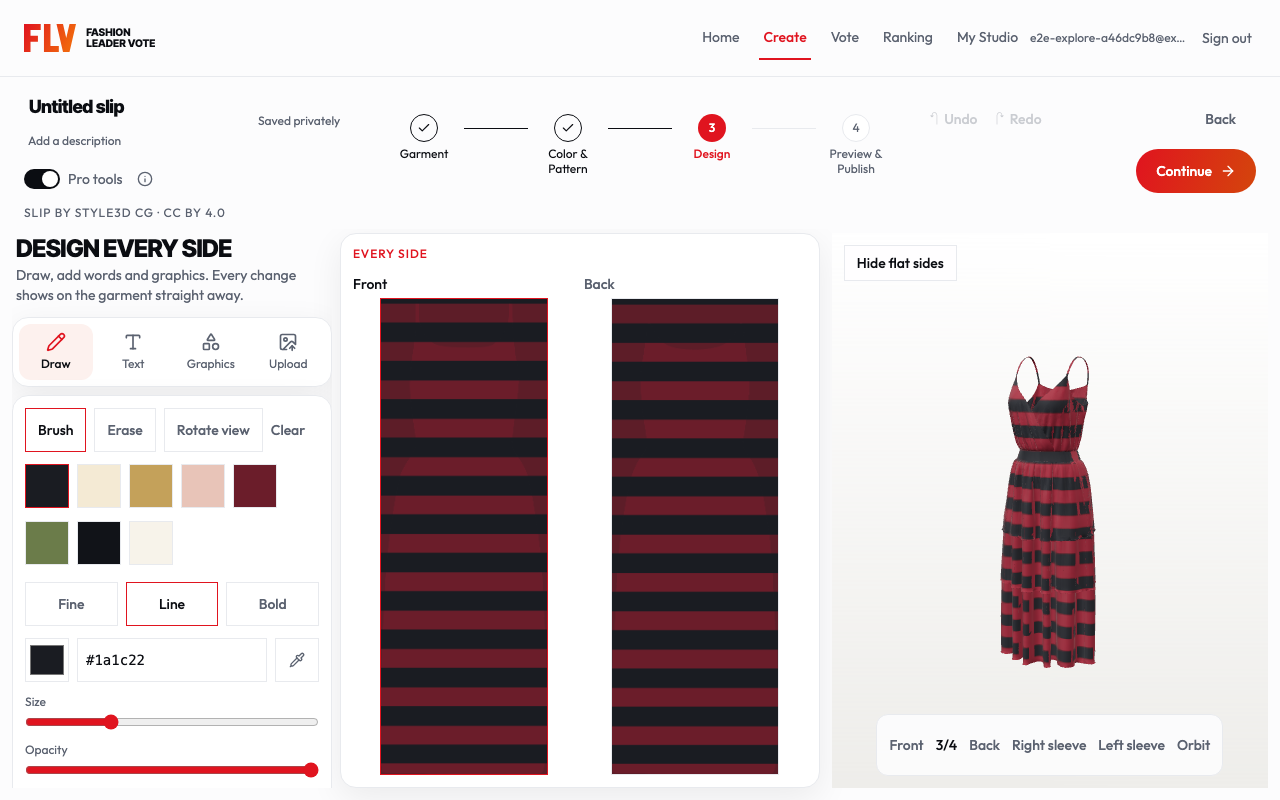 FLV
FASHION
LEADER VOTE
Home
Create
Vote
Ranking
My Studio
e2e-explore-a46dc9b8@ex...
Sign out
Untitled slip
Add a description
Saved privately
Garment
Color &
Pattern
3
Design
4
Preview &
Publish
Undo
Redo
Back
Continue
Pro tools
SLIP BY STYLE3D CG · CC BY 4.0
DESIGN EVERY SIDE
Draw, add words and graphics. Every change
shows on the garment straight away.
Draw
Text
Graphics
Upload
Brush
Erase
Rotate view
Clear
Fine
Line
Bold
#1a1c22
Size
Opacity
EVERY SIDE
Front
Back
Hide flat sides
Front
3/4
Back
Right sleeve
Left sleeve
Orbit